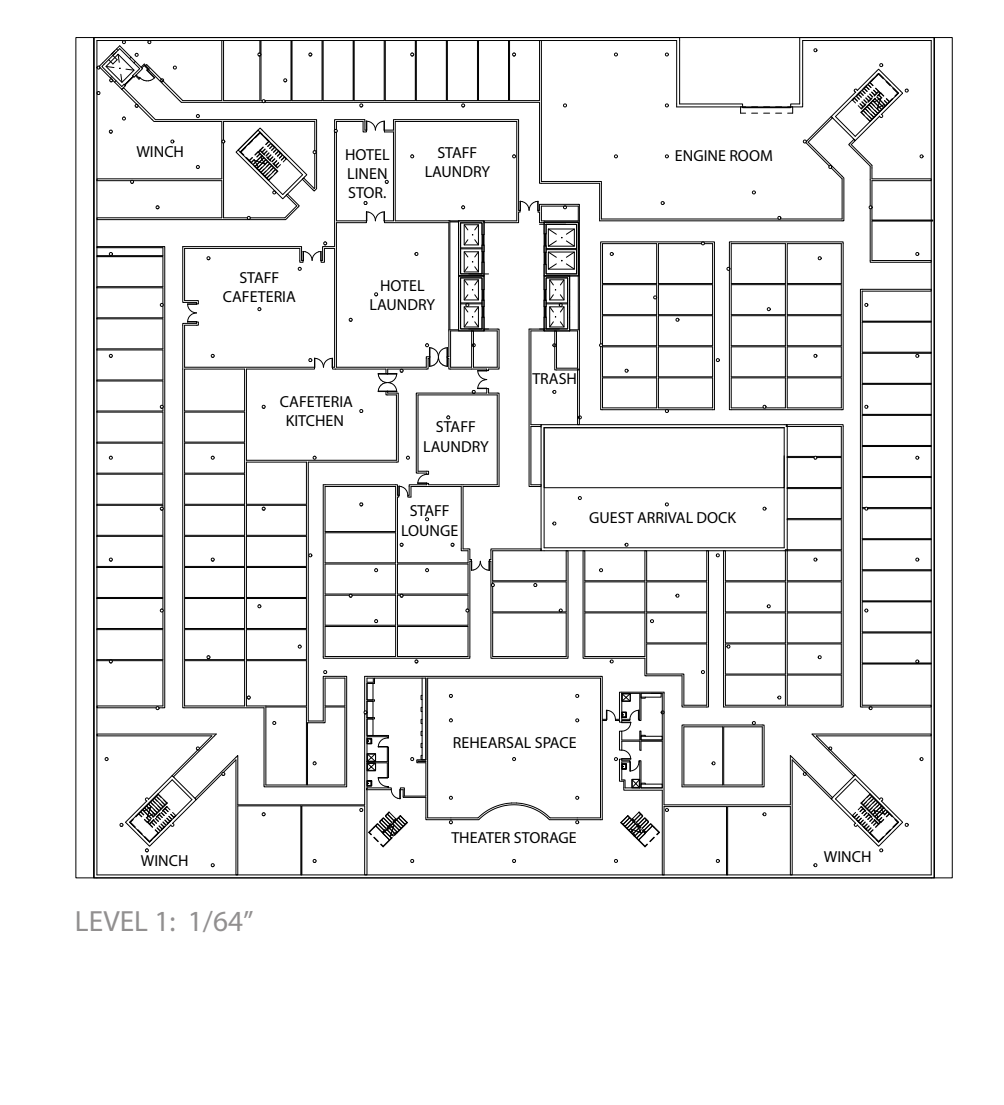 WINCH
HOTEL
LINEN
STOR.
STAFF
LAUNDRY
ENGINE ROOM
STAFF
CAFETERIA
HOTEL
LAUNDRY
TRASH
CAFETERIA
KITCHEN
STAFF
LAUNDRY
STAFF
LOUNGE
GUEST ARRIVAL DOCK
REHEARSAL SPACE
THEATER STORAGE
WINCH
WINCH
LEVEL 1: 1/64”